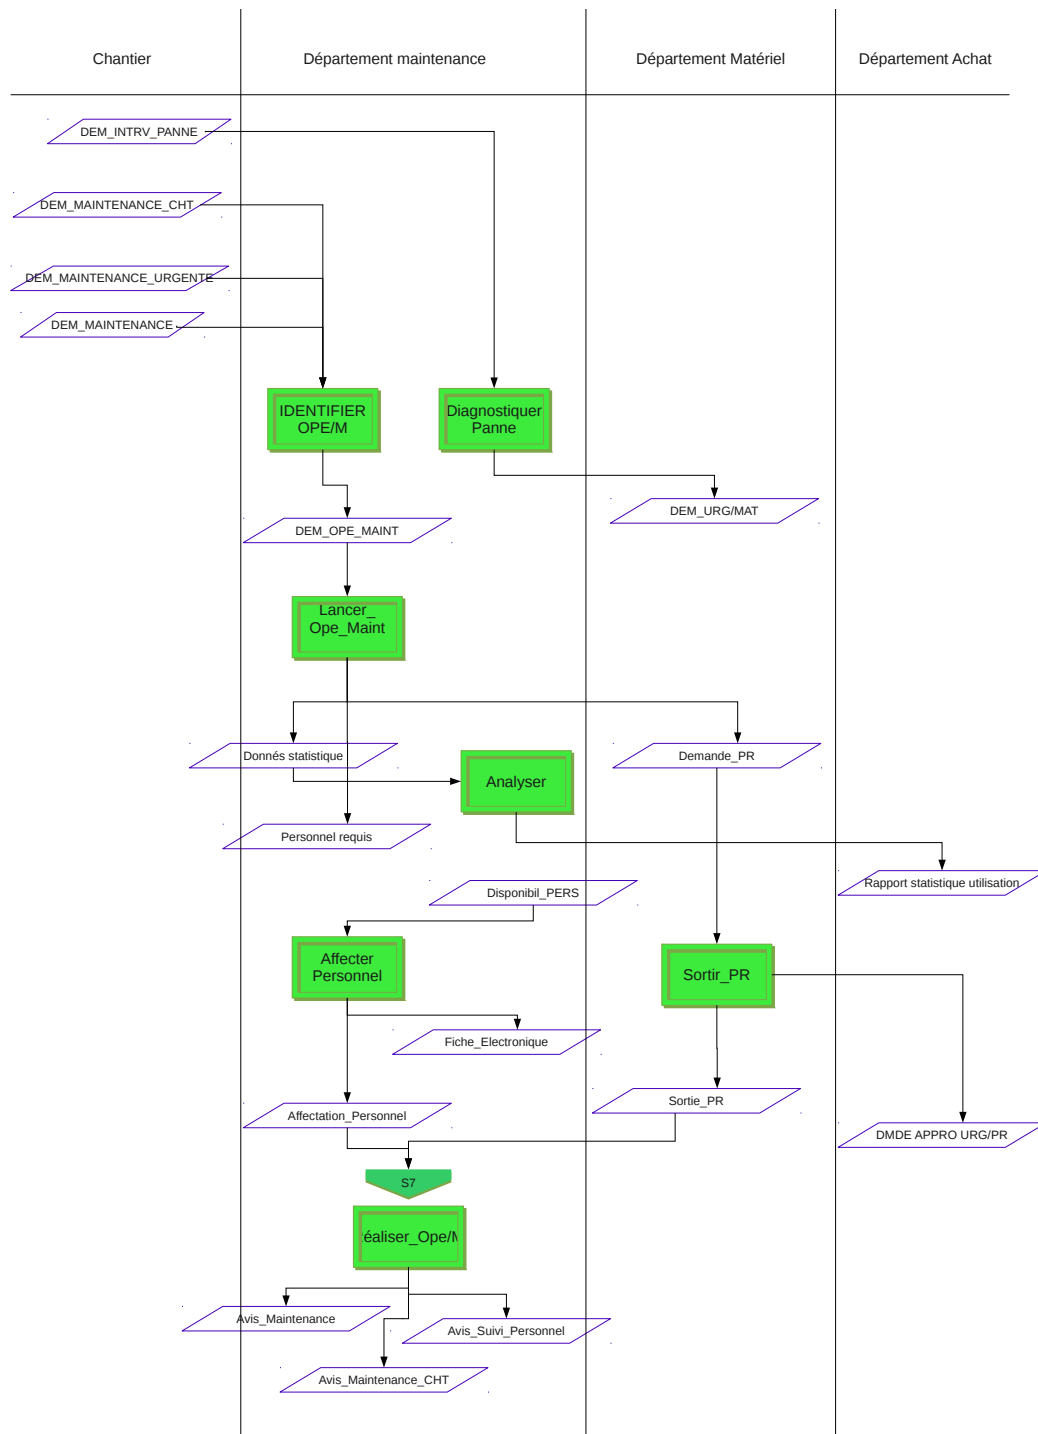 Chantier
Département maintenance
Département Matériel
Département Achat
DEM_INTRV_PANNE
DEM_MAINTENANCE_CHT
DEM_MAINTENANCE_URGENTE
DEM_MAINTENANCE
IDENTIFIER
OPE/M
Diagnostiquer
Panne
DEM_URG/MAT
DEM_OPE_MAINT
Lancer_
Ope_Maint
Donnés statistique
Analyser
Demande_PR
Personnel requis
Rapport statistique utilisation
Disponibil_PERS
Affecter
Personnel
Sortir_PR
Fiche_Electronique
Affectation_Personnel
Sortie_PR
DMDE APPRO URG/PR
S7
éaliser_Ope/M
Avis_Maintenance
Avis_Suivi_Personnel
Avis_Maintenance_CHT